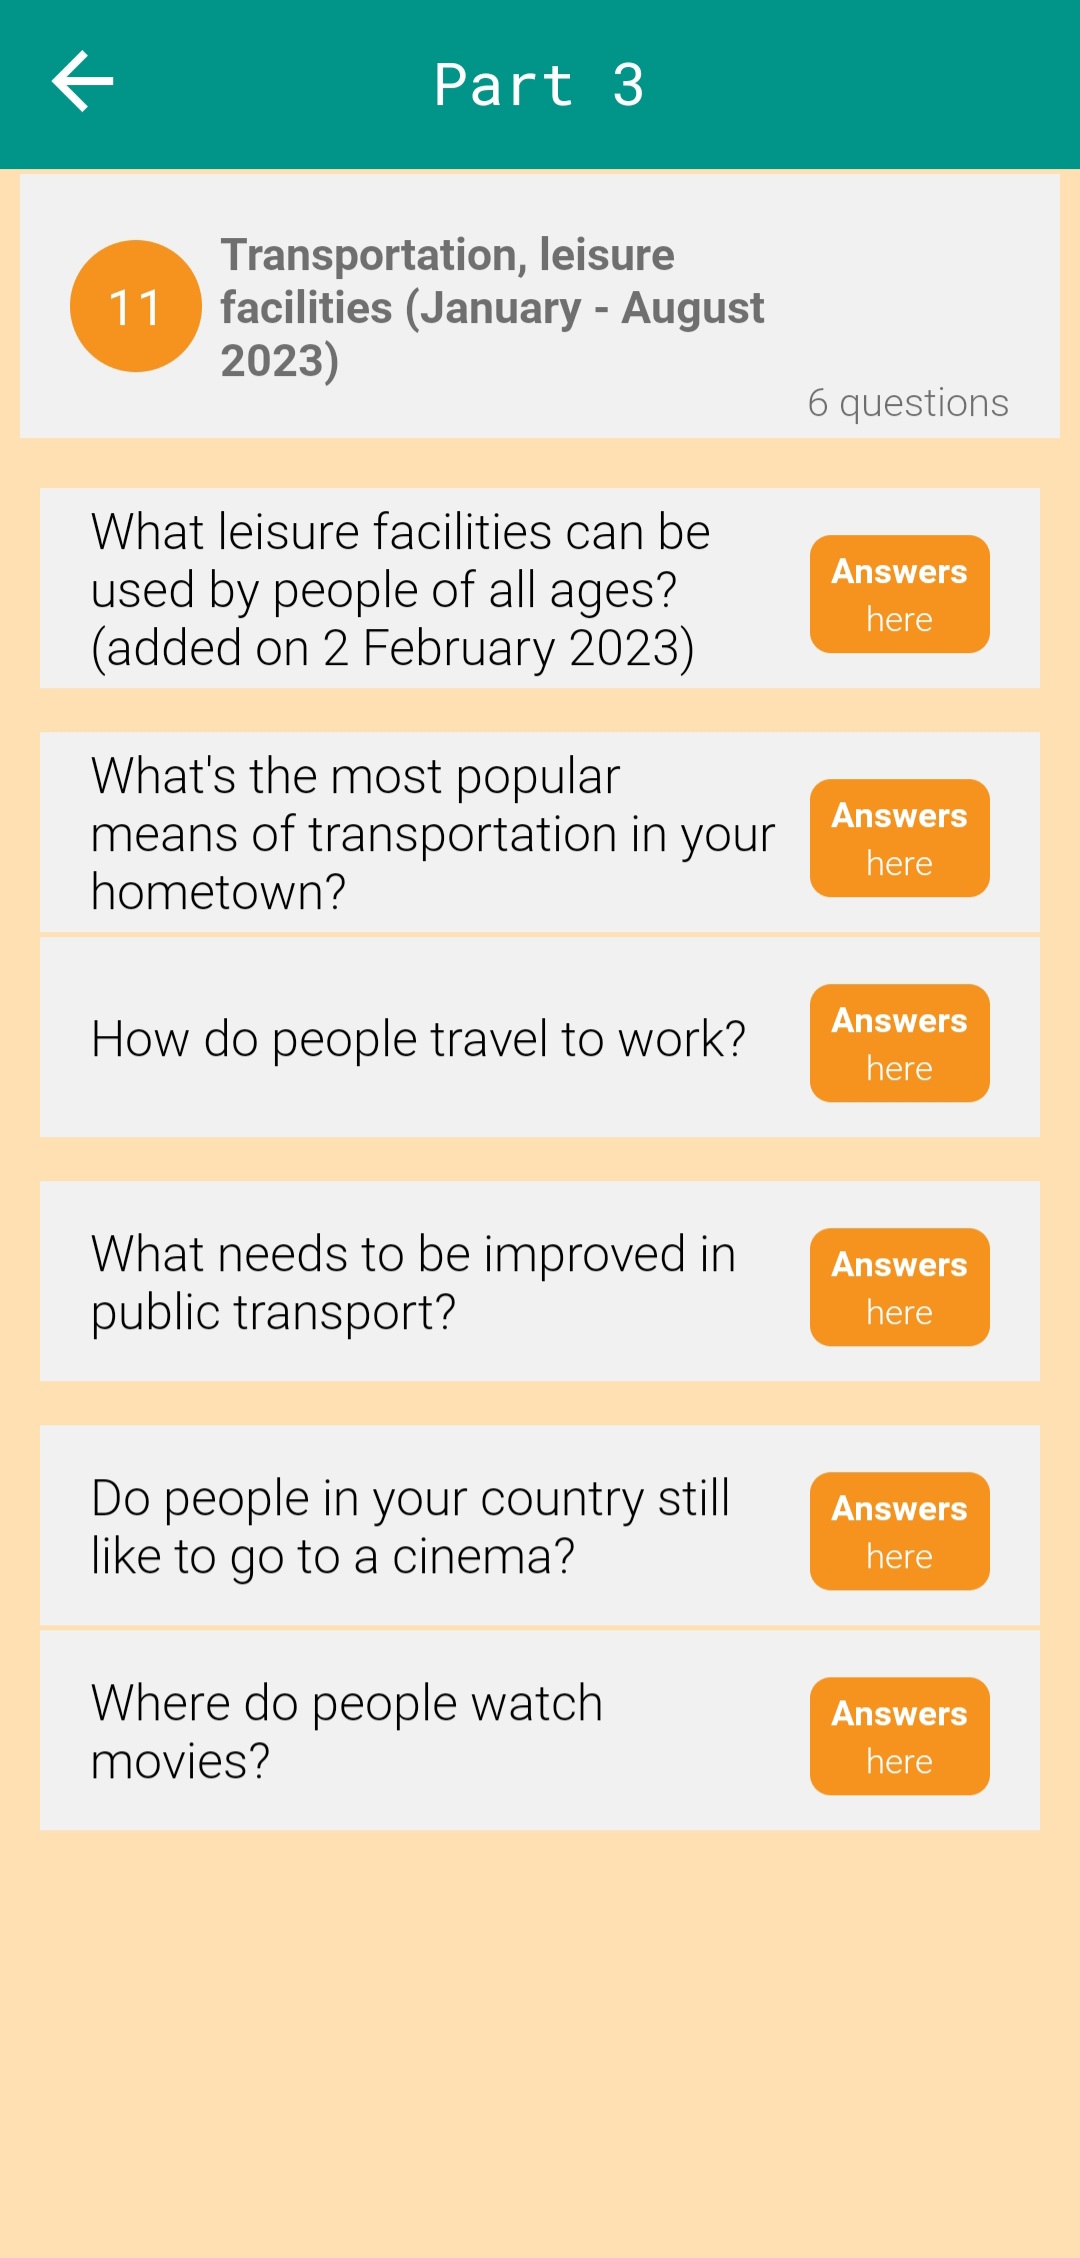 Part 3
11
Transportation, leisure
facilities (January - August
2023)
6 questions
What leisure facilities can be
used by people of all ages?
(added on 2 February 2023)
Answers
here
What's the most popular
means of transportation in your
hometown?
Answers
here
How do people travel to work?
Answers
here
What needs to be improved in
public transport?
Answers
here
Do people in your country still
like to go to a cinema?
Answers
here
Where do people watch
movies?
Answers
here